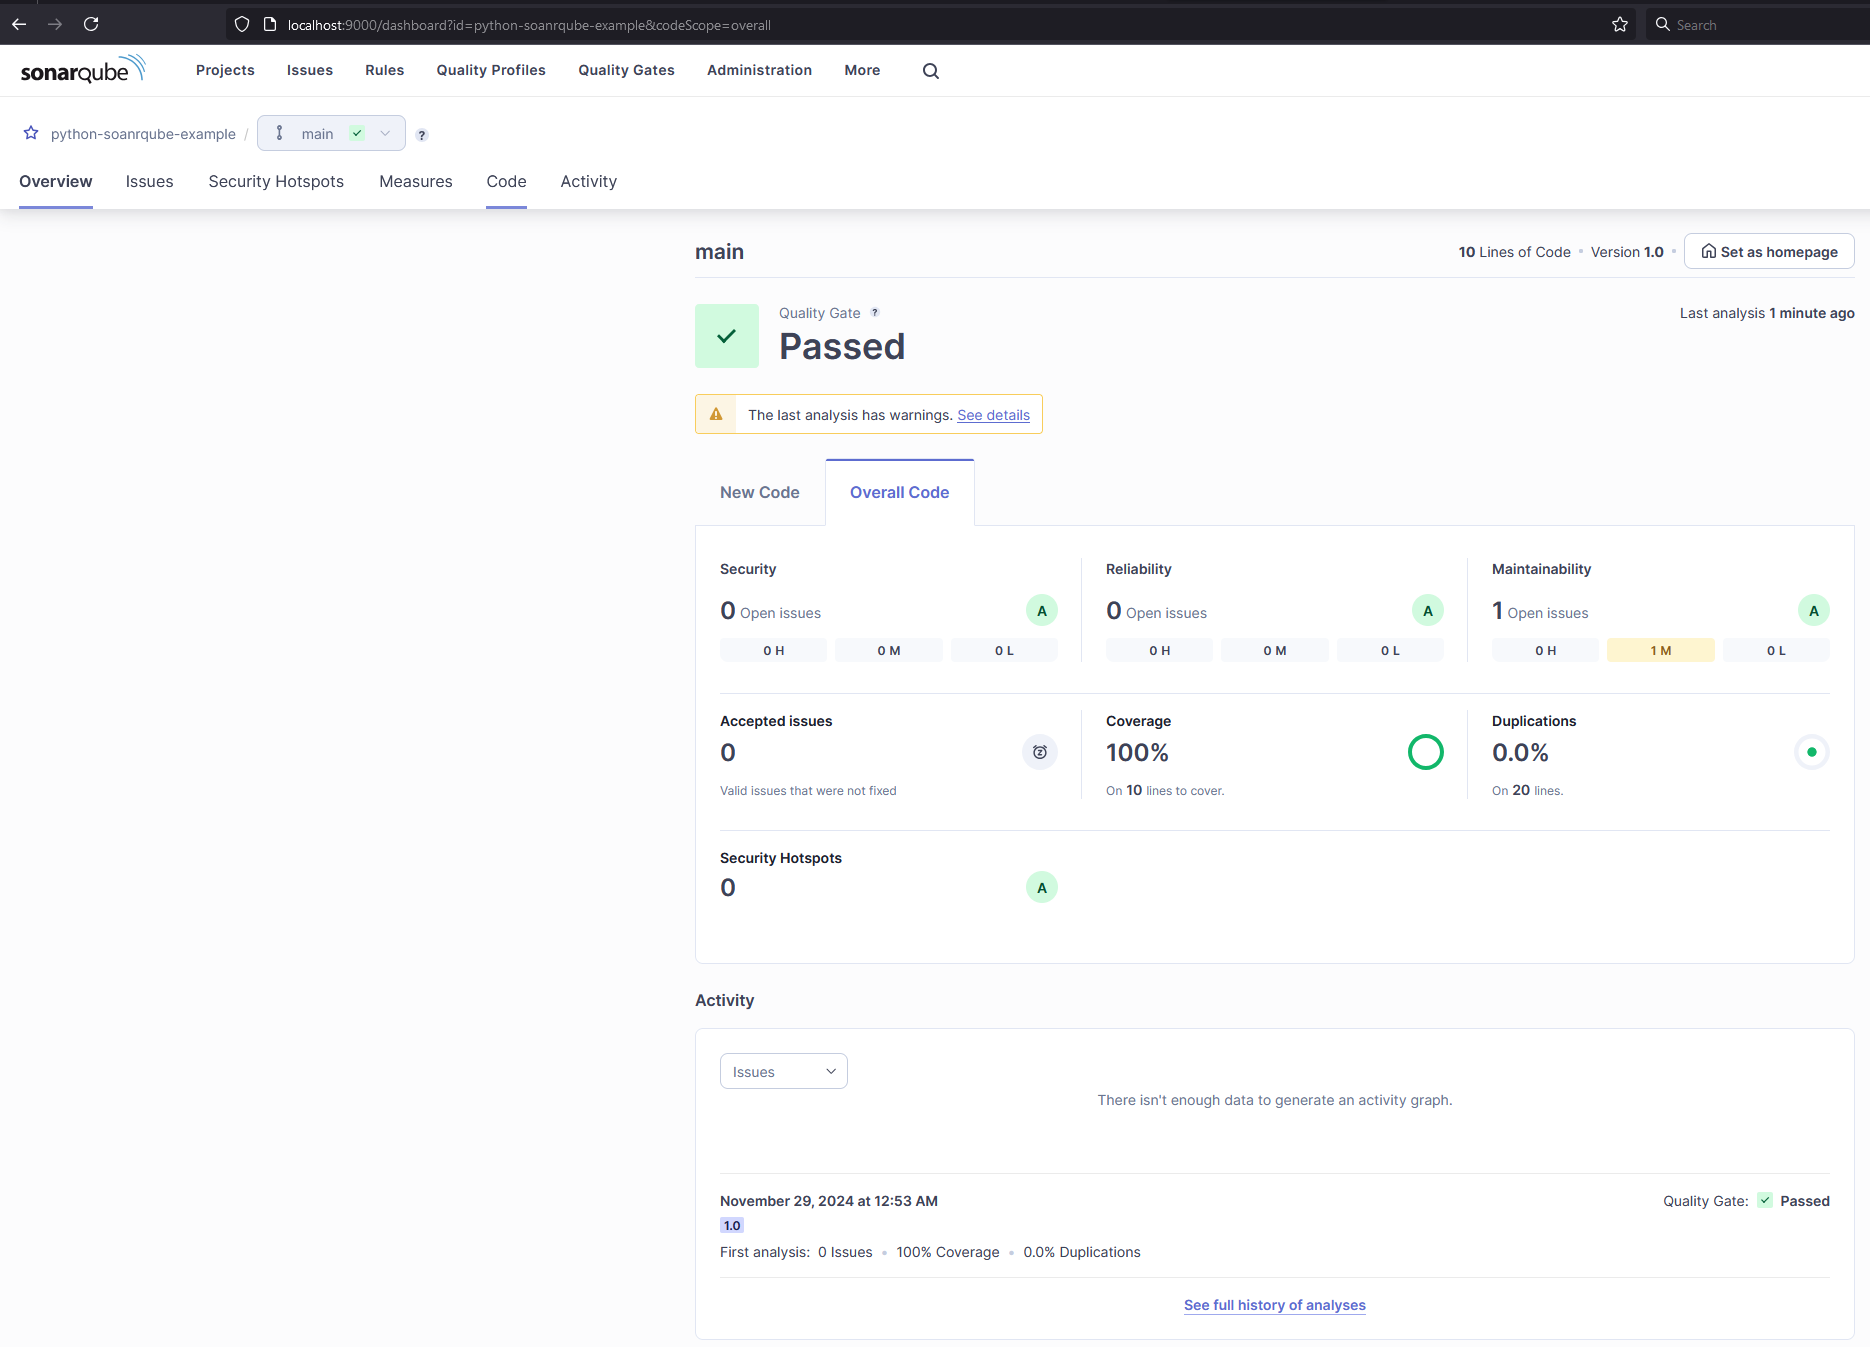 localhost:9000/dashboard?id=python-soanrqube-example&codeScope=overall
Search
sonarqube
Projects Issues Rules Quality Profiles Quality Gates Administration More
python-soanrqube-example / main ?
Overview Issues Security Hotspots Measures Code Activity
main
10 Lines of Code • Version 1.0 • Set as homepage
Quality Gate ?
Passed
Last analysis 1 minute ago
The last analysis has warnings. See details
New Code Overall Code
Security Reliability Maintainability
0 Open issues A 0 Open issues A 1 Open issues A
0 H 0 M 0 L 0 H 0 M 0 L 0 H 1 M 0 L
Accepted issues Coverage Duplications
0 100% 0.0%
Valid issues that were not fixed On 10 lines to cover. On 20 lines.
Security Hotspots
0 A
Activity
Issues
There isn't enough data to generate an activity graph.
November 29, 2024 at 12:53 AM Quality Gate: Passed
1.0
First analysis: 0 Issues • 100% Coverage • 0.0% Duplications
See full history of analyses